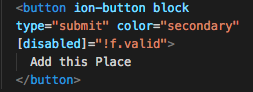 <button ion-button block
type="submit" color="secondary"
[disabled]="!f.valid">
Add this Place
</button>